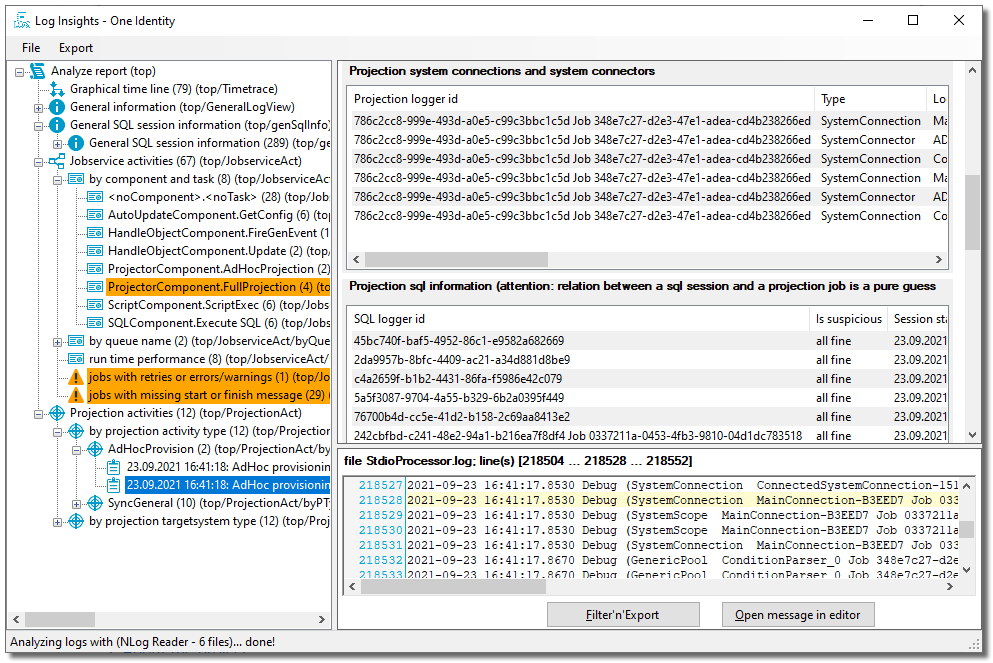 Log Insights - One Identity
File Export
Analyze report (top)
Graphical time line (79) (top/Timetrace)
General information (top/GeneralLogView)
General SQL session information (top/genSqlInfo)
General SQL session information (289) (top/ge
Jobservice activities (67) (top/JobserviceAct)
by component and task (8) (top/JobserviceAct
<noComponent>.<noTask> (28) (top/Jobs
AutoUpdateComponent.GetConfig (6) (top/
HandleObjectComponent.FireGenEvent (1
HandleObjectComponent.Update (2) (top/
ProjectorComponent.AdHocProjection (2)
ProjectorComponent.FullProjection (4) (to
ScriptComponent.ScriptExec (6) (top/Jobs
SQLComponent.Execute SQL (6) (top/Jobs
by queue name (2) (top/JobserviceAct/byQue
run time performance (8) (top/JobserviceAct/
jobs with retries or errors/warnings (1) (top/Jo
jobs with missing start or finish message (29)
Projection activities (12) (top/ProjectionAct)
by projection activity type (12) (top/Projection
AdHocProvision (2) (top/ProjectionAct/by
23.09.2021 16:41:18: AdHoc provisionin
23.09.2021 16:41:18: AdHoc provisionin
SyncGeneral (10) (top/ProjectionAct/byPT
by projection targetsystem type (12) (top/Proj
Projection system connections and system connectors
Projection logger id Type Lo
786c2cc8-999e-493d-a0e5-c99c3bbc1c5d Job 348e7c27-d2e3-47e1-adea-cd4b238266ed SystemConnection Ma
786c2cc8-999e-493d-a0e5-c99c3bbc1c5d Job 348e7c27-d2e3-47e1-adea-cd4b238266ed SystemConnector AD
786c2cc8-999e-493d-a0e5-c99c3bbc1c5d Job 348e7c27-d2e3-47e1-adea-cd4b238266ed SystemConnection Co
786c2cc8-999e-493d-a0e5-c99c3bbc1c5d Job 348e7c27-d2e3-47e1-adea-cd4b238266ed SystemConnection Ma
786c2cc8-999e-493d-a0e5-c99c3bbc1c5d Job 348e7c27-d2e3-47e1-adea-cd4b238266ed SystemConnector AD
786c2cc8-999e-493d-a0e5-c99c3bbc1c5d Job 348e7c27-d2e3-47e1-adea-cd4b238266ed SystemConnection Co
Projection sql information (attention: relation between a sql session and a projection job is a pure guess
SQL logger id Is suspicious Session sta
45bc740f-baf5-4952-86c1-e9582a682669 all fine 23.09.2021
2da9957b-8bfc-4409-ac21-a34d881d8be9 all fine 23.09.2021
c4a2659f-b1b2-4431-86fa-f5986e42c079 all fine 23.09.2021
5a5f3087-9704-4a55-b329-6b2a0395f449 all fine 23.09.2021
76700b4d-cc5e-41d2-b158-2c69aa8413e2 all fine 23.09.2021
242cbfbd-c241-48e2-94a1-b216ea7f8df4 Job 0337211a-0453-4fb3-9810-04d1dc783518 all fine 23.09.2021
file StdioProcessor.log; line(s) [218504 ... 218528 ... 218552]
218527 2021-09-23 16:41:17.8530 Debug (SystemConnection ConnectedSystemConnection-151
218528 2021-09-23 16:41:17.8530 Debug (SystemConnection MainConnection-B3EED7 Job 033
218529 2021-09-23 16:41:17.8530 Debug (SystemScope MainConnection-B3EED7 Job 0337211a
218530 2021-09-23 16:41:17.8530 Debug (SystemScope MainConnection-B3EED7 Job 0337211a
218531 2021-09-23 16:41:17.8530 Debug (SystemConnection MainConnection-B3EED7 Job 033
218532 2021-09-23 16:41:17.8670 Debug (GenericPool ConditionParser_0 Job 348e7c27-d2e
218533 2021-09-23 16:41:17.8670 Debug (GenericPool ConditionParser_0 Job 348e7c27-d2e
Filter'n'Export Open message in editor
Analyzing logs with (NLog Reader - 6 files)... done!